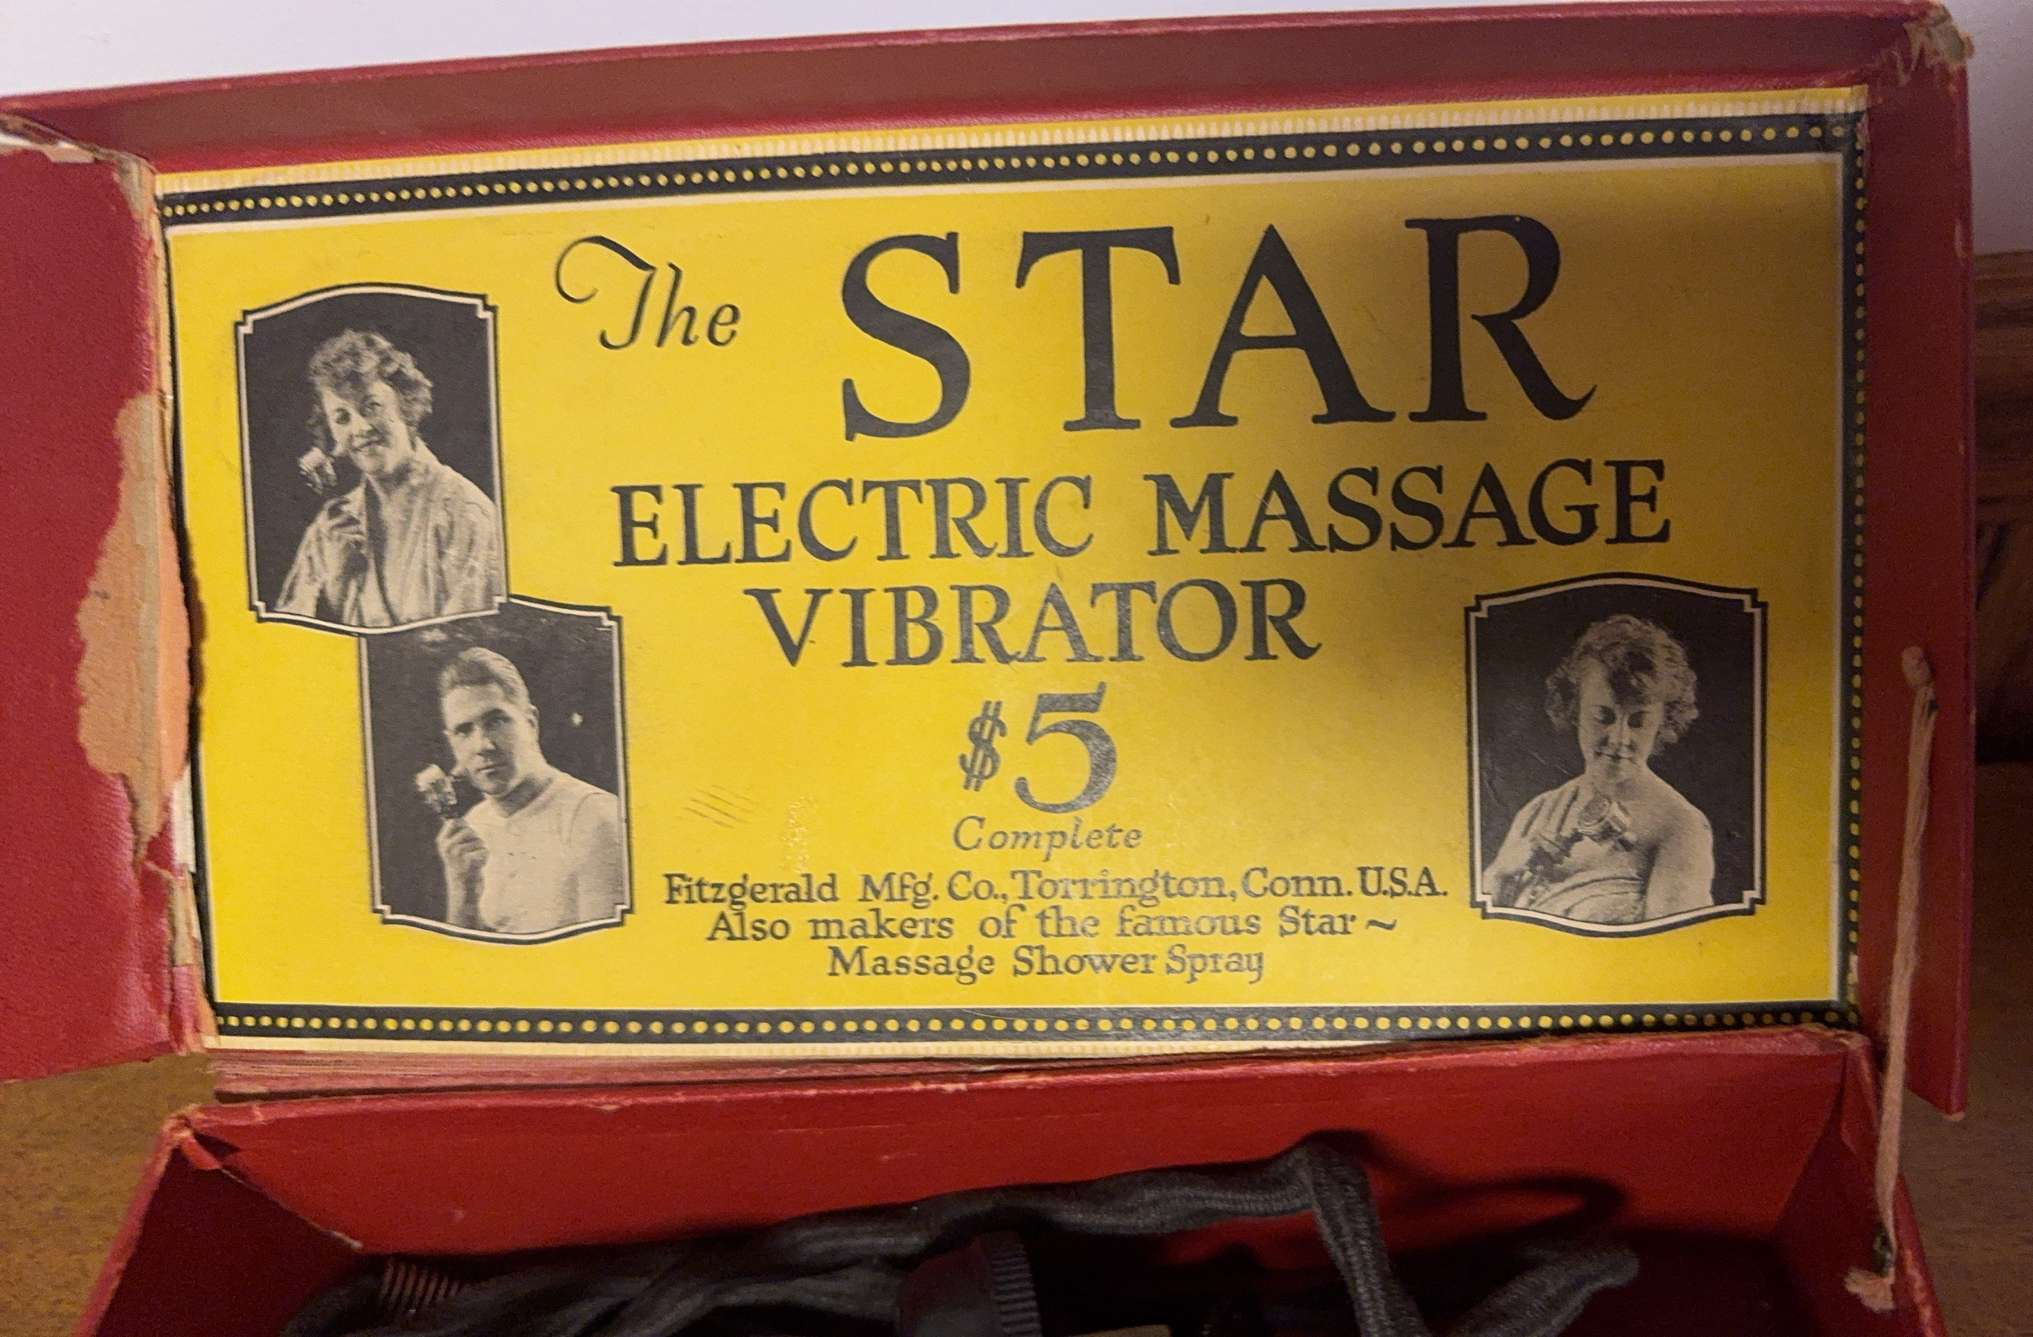 The STAR
ELECTRIC MASSAGE
VIBRATOR
$5
Complete
Fitzgerald Mfg. Co., Torrington, Conn. U.S.A.
Also makers of the famous Star ~
Massage Shower Spray